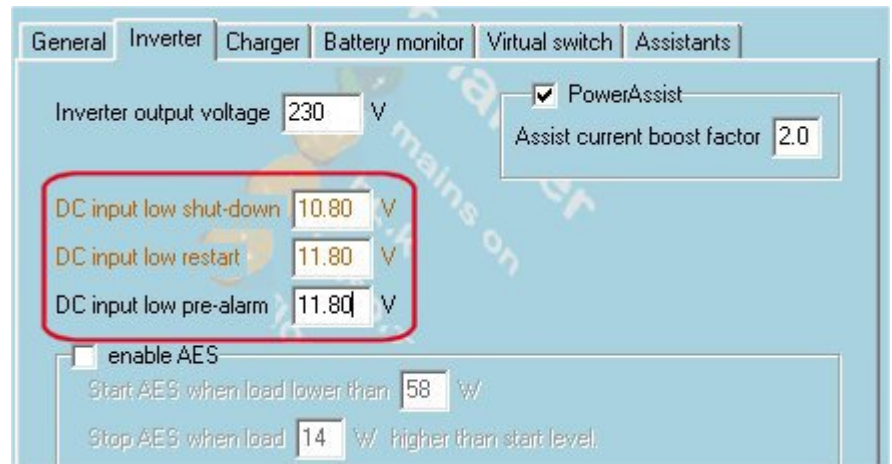 General Inverter Charger Battery monitor Virtual switch Assistants
Inverter output voltage 230 V
PowerAssist
Assist current boost factor 2.0
DC input low shut-down 10.80 V
DC input low restart 11.80 V
DC input low pre-alarm 11.80 V
enable AES
Start AES when load lower than 58 W
Stop AES when load 14 W higher than start level.
mains on